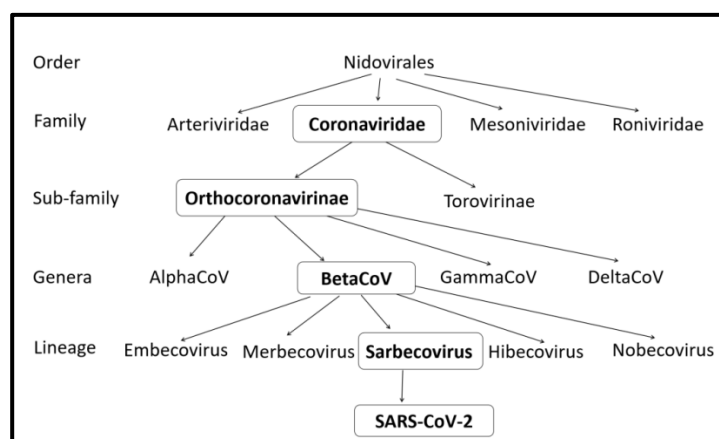 Order Nidovirales
Family Arteriviridae Coronaviridae Mesoniviridae Roniviridae
Sub-family Orthocoronavirinae Torovirinae
Genera AlphaCoV BetaCoV GammaCoV DeltaCoV
Lineage Embecovirus Merbecovirus Sarbecovirus Hibecovirus Nobecovirus
SARS-CoV-2